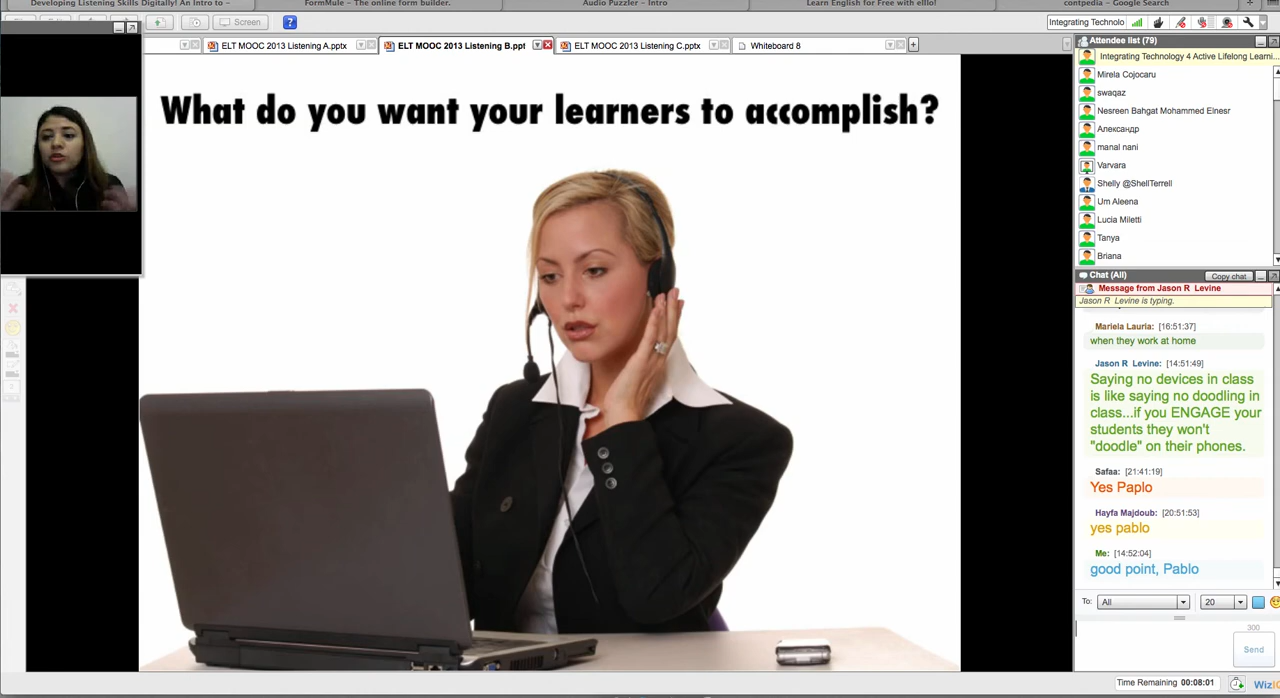 Developing Listening Skills Digitally! An Intro to -
FormMule - The online form builder.
Audio Puzzler - Intro
Learn English for Free with elllo!
contpedia - Google Search
Screen
Integrating Technolo
ELT MOOC 2013 Listening A.pptx
ELT MOOC 2013 Listening B.ppt
ELT MOOC 2013 Listening C.pptx
Whiteboard 8
What do you want your learners to accomplish?
Attendee list (79)
Integrating Technology 4 Active Lifelong Learni...
Mirela Cojocaru
swaqaz
Nesreen Bahgat Mohammed Elnesr
Александр
manal nani
Varvara
Shelly @ShellTerrell
Um Aleena
Lucia Miletti
Tanya
Briana
Chat (All)
Copy chat
Message from Jason R Levine
Jason R Levine is typing.
Mariela Lauria: [16:51:37]
when they work at home
Jason R Levine: [14:51:49]
Saying no devices in class
is like saying no doodling in
class...if you ENGAGE your
students they won't
"doodle" on their phones.
Safaa: [21:41:19]
Yes Paplo
Hayfa Majdoub: [20:51:53]
yes pablo
Me: [14:52:04]
good point, Pablo
To: All 20
300
Send
Time Remaining 00:08:01